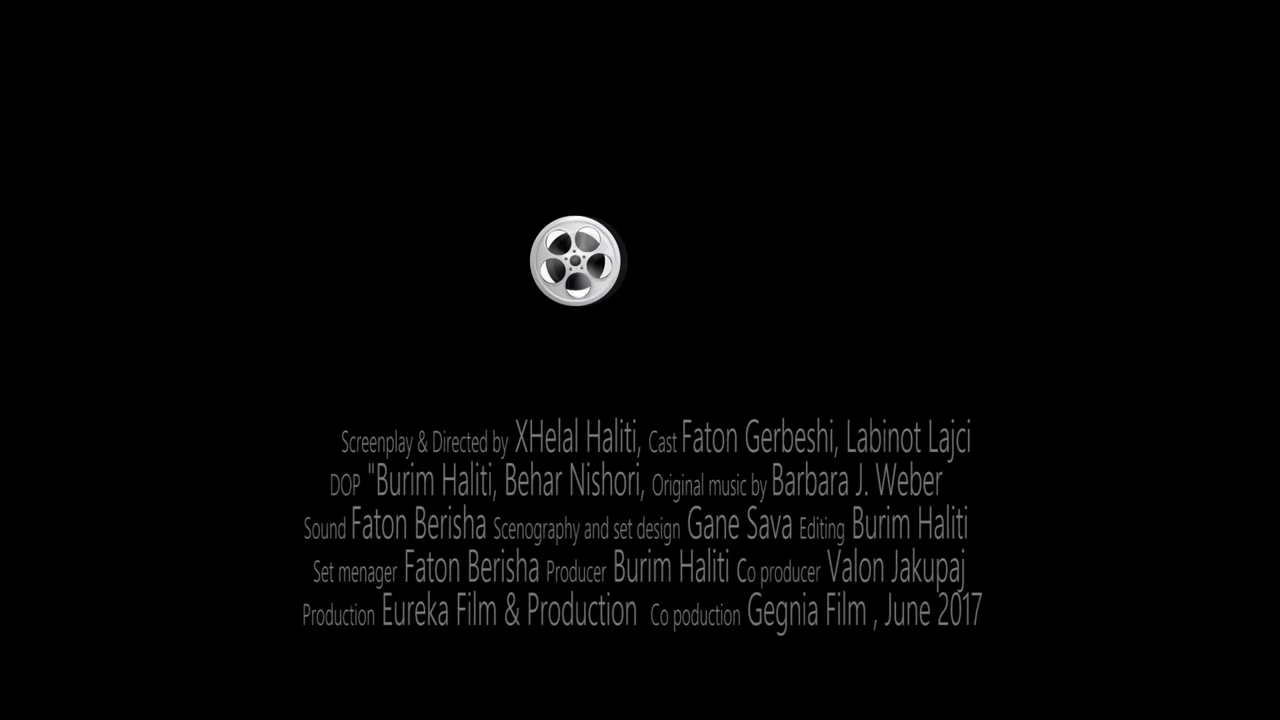 Screenplay & Directed by XHelal Haliti, Cast Faton Gerbeshi, Labinot Lajci
DOP "Burim Haliti, Behar Nishori, Original music by Barbara J. Weber
Sound Faton Berisha Scenography and set design Gane Sava Editing Burim Haliti
Set menager Faton Berisha Producer Burim Haliti Co producer Valon Jakupaj
Production Eureka Film & Production Co poduction Gegnia Film , June 2017